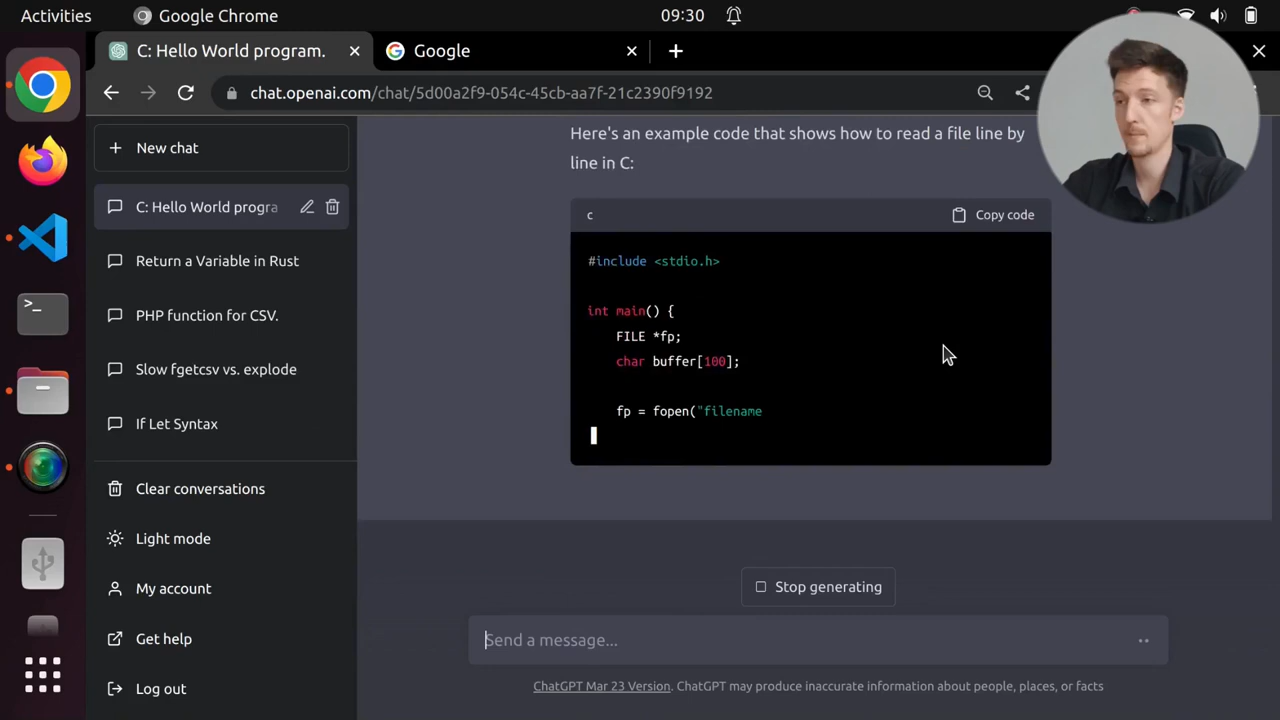 Activities
Google Chrome
09:30
C: Hello World program.
Google
chat.openai.com/chat/5d00a2f9-054c-45cb-aa7f-21c2390f9192
New chat
C: Hello World progra
Return a Variable in Rust
PHP function for CSV.
Slow fgetcsv vs. explode
If Let Syntax
Clear conversations
Light mode
My account
Get help
Log out
Here's an example code that shows how to read a file line by
line in C:
c
Copy code
#include <stdio.h>
int main() {
FILE *fp;
char buffer[100];
fp = fopen("filename
Stop generating
Send a message...
ChatGPT Mar 23 Version. ChatGPT may produce inaccurate information about people, places, or facts